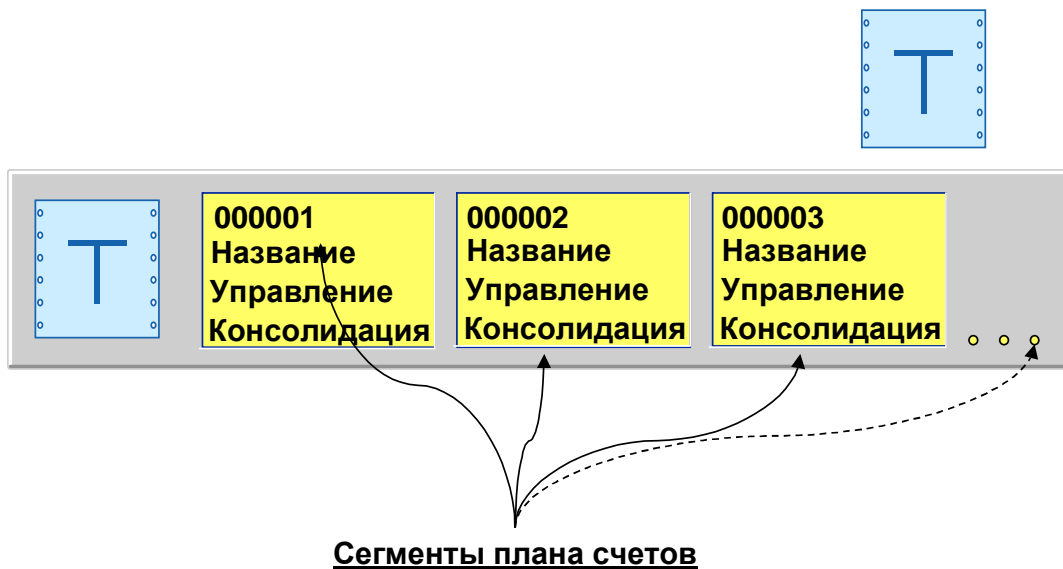 T
T
000001
Название
Управление
Консолидация
000002
Название
Управление
Консолидация
000003
Название
Управление
Консолидация
Сегменты плана счетов